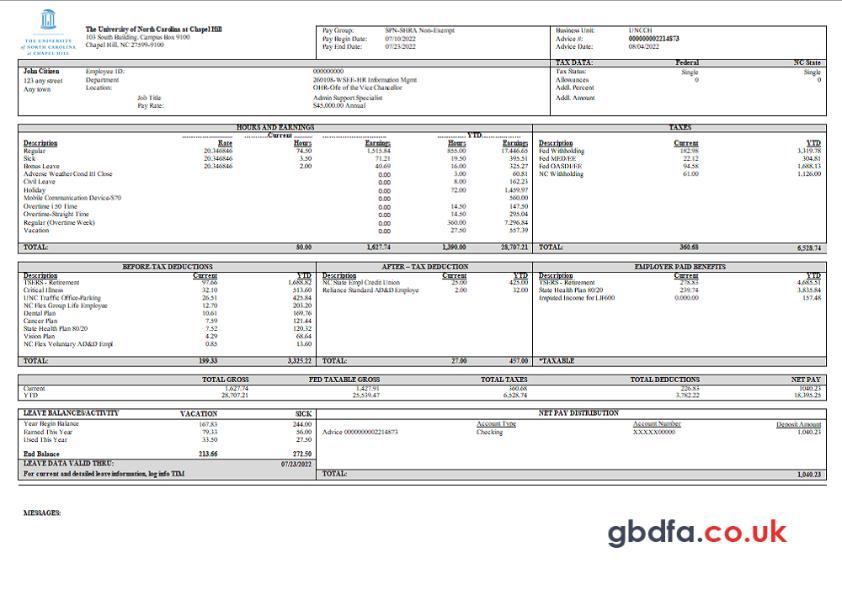 The University of North Carolina at Chapel Hill
103 South Building, Campus Box 9100
Chapel Hill, NC 27599-9100
THE UNIVERSITY
of NORTH CAROLINA
at CHAPEL HILL
Pay Group: SPN-SHRA Non-Exempt
Pay Begin Date: 07/10/2022
Pay End Date: 07/23/2022
Business Unit: UNCCH
Advice #: 0000000002214873
Advice Date: 08/04/2022
TAX DATA: Federal NC State
Tax Status: Single Single
Allowances 0 0
Addl. Percent
Addl. Amount
John Citizen
123 any street
Any town
Employee ID: 000000000
Department 260108-WSEE-HR Information Mgmt
Location: OHR-Ofc of the Vice Chancellor
Job Title Admin Support Specialist
Pay Rate: $45,000.00 Annual
HOURS AND EARNINGS TAXES
Current YTD
Description Rate Hours Earnings Hours Earnings Description Current YTD
Regular 20.346846 74.50 1,515.84 855.00 17,446.65 Fed Withholding 182.98 3,319.78
Sick 20.346846 3.50 71.21 19.50 395.51 Fed MED/EE 22.12 304.81
Bonus Leave 20.346846 2.00 40.69 16.00 325.27 Fed OASDI/EE 94.58 1,688.13
Adverse Weather Cond Ill Close 0.00 3.00 60.81 NC Withholding 61.00 1,126.00
Civil Leave 0.00 8.00 162.23
Holiday 0.00 72.00 1,459.97
Mobile Communication Device-S70 0.00 560.00
Overtime 1.50 Time 0.00 14.50 147.50
Overtime-Straight Time 0.00 14.50 295.04
Regular (Overtime Week) 0.00 360.00 7,296.84
Vacation 0.00 27.50 557.39
TOTAL: 80.00 1,627.74 1,390.00 28,707.21 TOTAL: 360.68 6,528.74
BEFORE-TAX DEDUCTIONS AFTER – TAX DEDUCTION EMPLOYER PAID BENEFITS
Description Current YTD Description Current YTD Description Current YTD
TSERS - Retirement 97.66 1,688.82 NC State Empl Credit Union 25.00 425.00 TSERS - Retirement 278.83 4,685.51
Critical Illness 32.10 513.60 Reliance Standard AD&D Employe 2.00 32.00 State Health Plan 80/20 239.74 3,835.84
UNC Traffic Office-Parking 26.51 425.84 Imputed Income for LIF600 0.000.00 157.48
NC Flex Group Life Employee 12.70 203.20
Dental Plan 10.61 169.76
Cancer Plan 7.59 121.44
State Health Plan 80/20 7.52 120.32
Vision Plan 4.29 68.64
NC Flex Voluntary AD&D Empl 0.85 13.60
TOTAL: 199.33 3,325.22 TOTAL: 27.00 457.00 *TAXABLE
TOTAL GROSS FED TAXABLE GROSS TOTAL TAXES TOTAL DEDUCTIONS NET PAY
Current 1,627.74 1,427.91 360.68 226.83 1040.23
YTD 28,707.21 25,539.47 6,528.74 3,782.22 18,395.25
LEAVE BALANCES/ACTIVITY VACATION SICK NET PAY DISTRIBUTION
Year Begin Balance 167.83 244.00 Account Type Account Number Deposit Amount
Earned This Year 79.33 56.00 Advice 0000000002214873 Checking XXXXX00000 1,040.23
Used This Year 33.50 27.50
End Balance 213.66 272.50
LEAVE DATA VALID THRU: 07/23/2022
For current and detailed leave information, log info TIM TOTAL: 1,040.23
MESSAGES:
gbdfa.co.uk